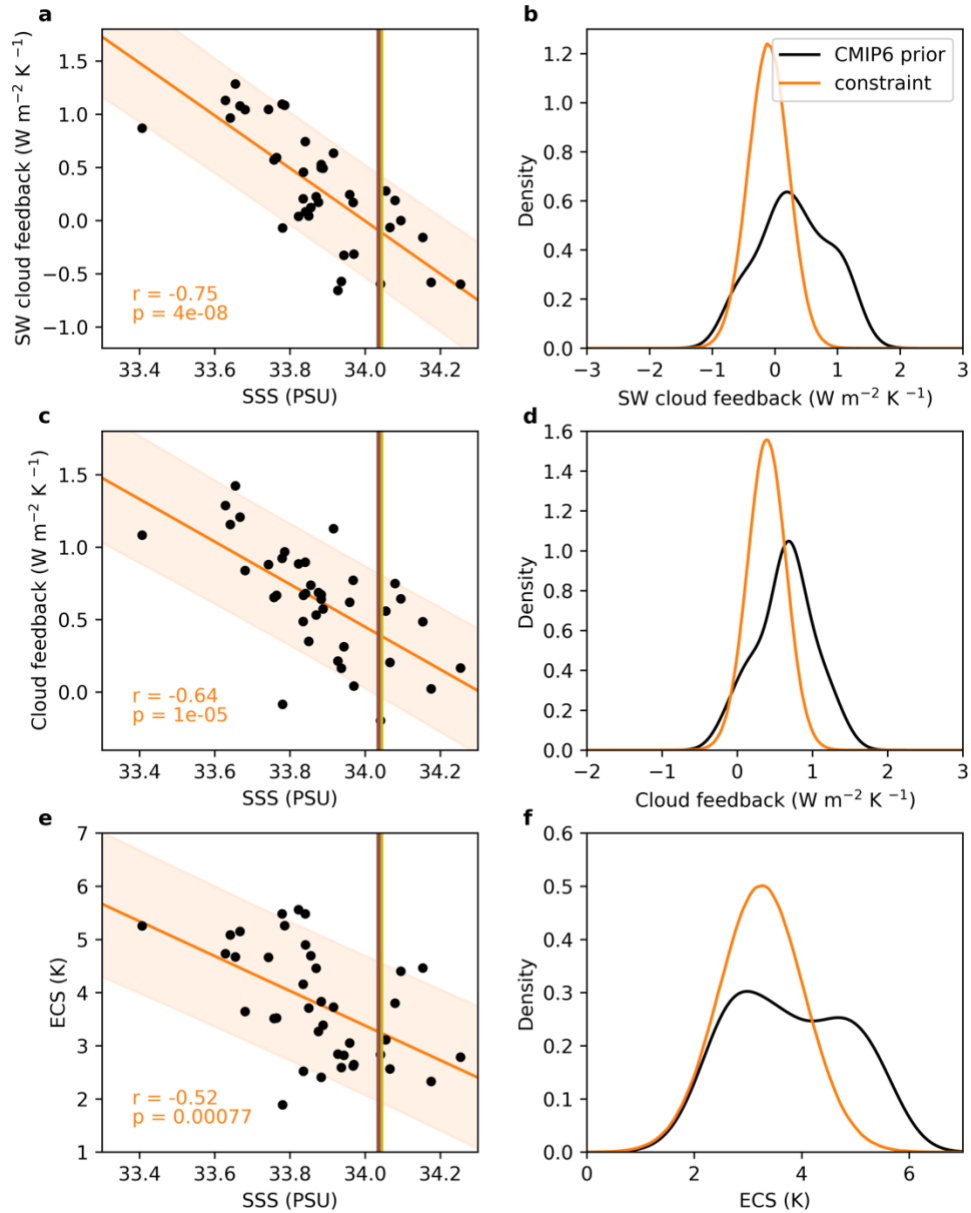 a
SW cloud feedback (W m⁻² K ⁻¹)
1.5
1.0
0.5
0.0
−0.5
−1.0
r = -0.75
p = 4e-08
33.4 33.6 33.8 34.0 34.2
SSS (PSU)
b
Density
1.2
1.0
0.8
0.6
0.4
0.2
0.0
CMIP6 prior
constraint
−3 −2 −1 0 1 2 3
SW cloud feedback (W m⁻² K ⁻¹)
c
Cloud feedback (W m⁻² K ⁻¹)
1.5
1.0
0.5
0.0
r = -0.64
p = 1e-05
33.4 33.6 33.8 34.0 34.2
SSS (PSU)
d
Density
1.6
1.4
1.2
1.0
0.8
0.6
0.4
0.2
0.0
−2 −1 0 1 2 3
Cloud feedback (W m⁻² K ⁻¹)
e
ECS (K)
7
6
5
4
3
2
1
r = -0.52
p = 0.00077
33.4 33.6 33.8 34.0 34.2
SSS (PSU)
f
Density
0.6
0.5
0.4
0.3
0.2
0.1
0.0
0 2 4 6
ECS (K)